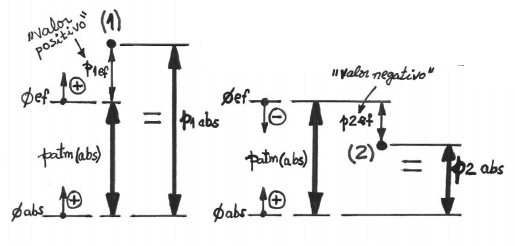 "Valor
positivo"
(1)
p1ef
⊕
Øef
=
p1 abs
patm(abs)
⊕
Øabs
"Valor negativo"
Øef
⊖
p2ef
(2)
patm(abs)
=
p2 abs
⊕
Øabs